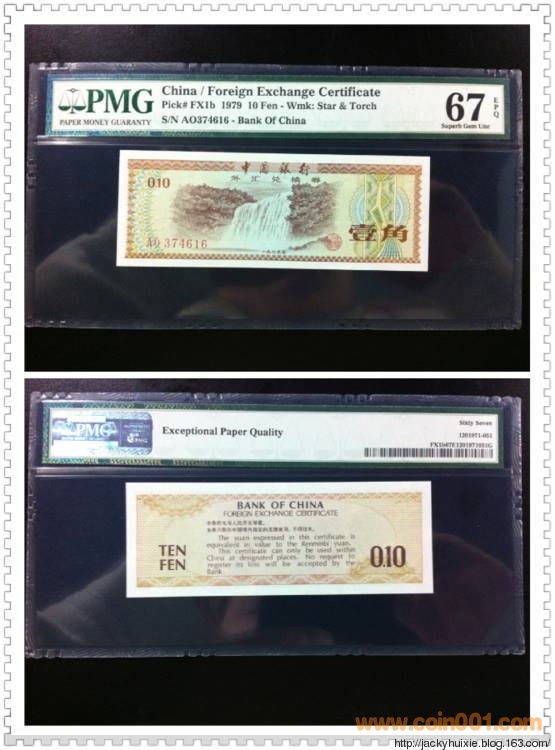 China / Foreign Exchange Certificate
Pick# FX1b 1979 10 Fen - Wmk: Star & Torch
S/N AO374616 - Bank Of China
PMG
PAPER MONEY GUARANTY
67 EPQ
Superb Gem Unc
中国银行
外汇兑换券
0.10
AO 374616
壹角
PMG
Exceptional Paper Quality
Sixty Seven
1201971-051
BANK OF CHINA
FOREIGN EXCHANGE CERTIFICATE
The yuan expressed in this certificate is
equivalent in value to the Renminbi yuan.
This certificate can only be used within
China at designated places. No request to
register its loss will be accepted by the
Bank.
TEN
FEN
0.10
www.coin001.com
http://jackyhuixie.blog.163.com/